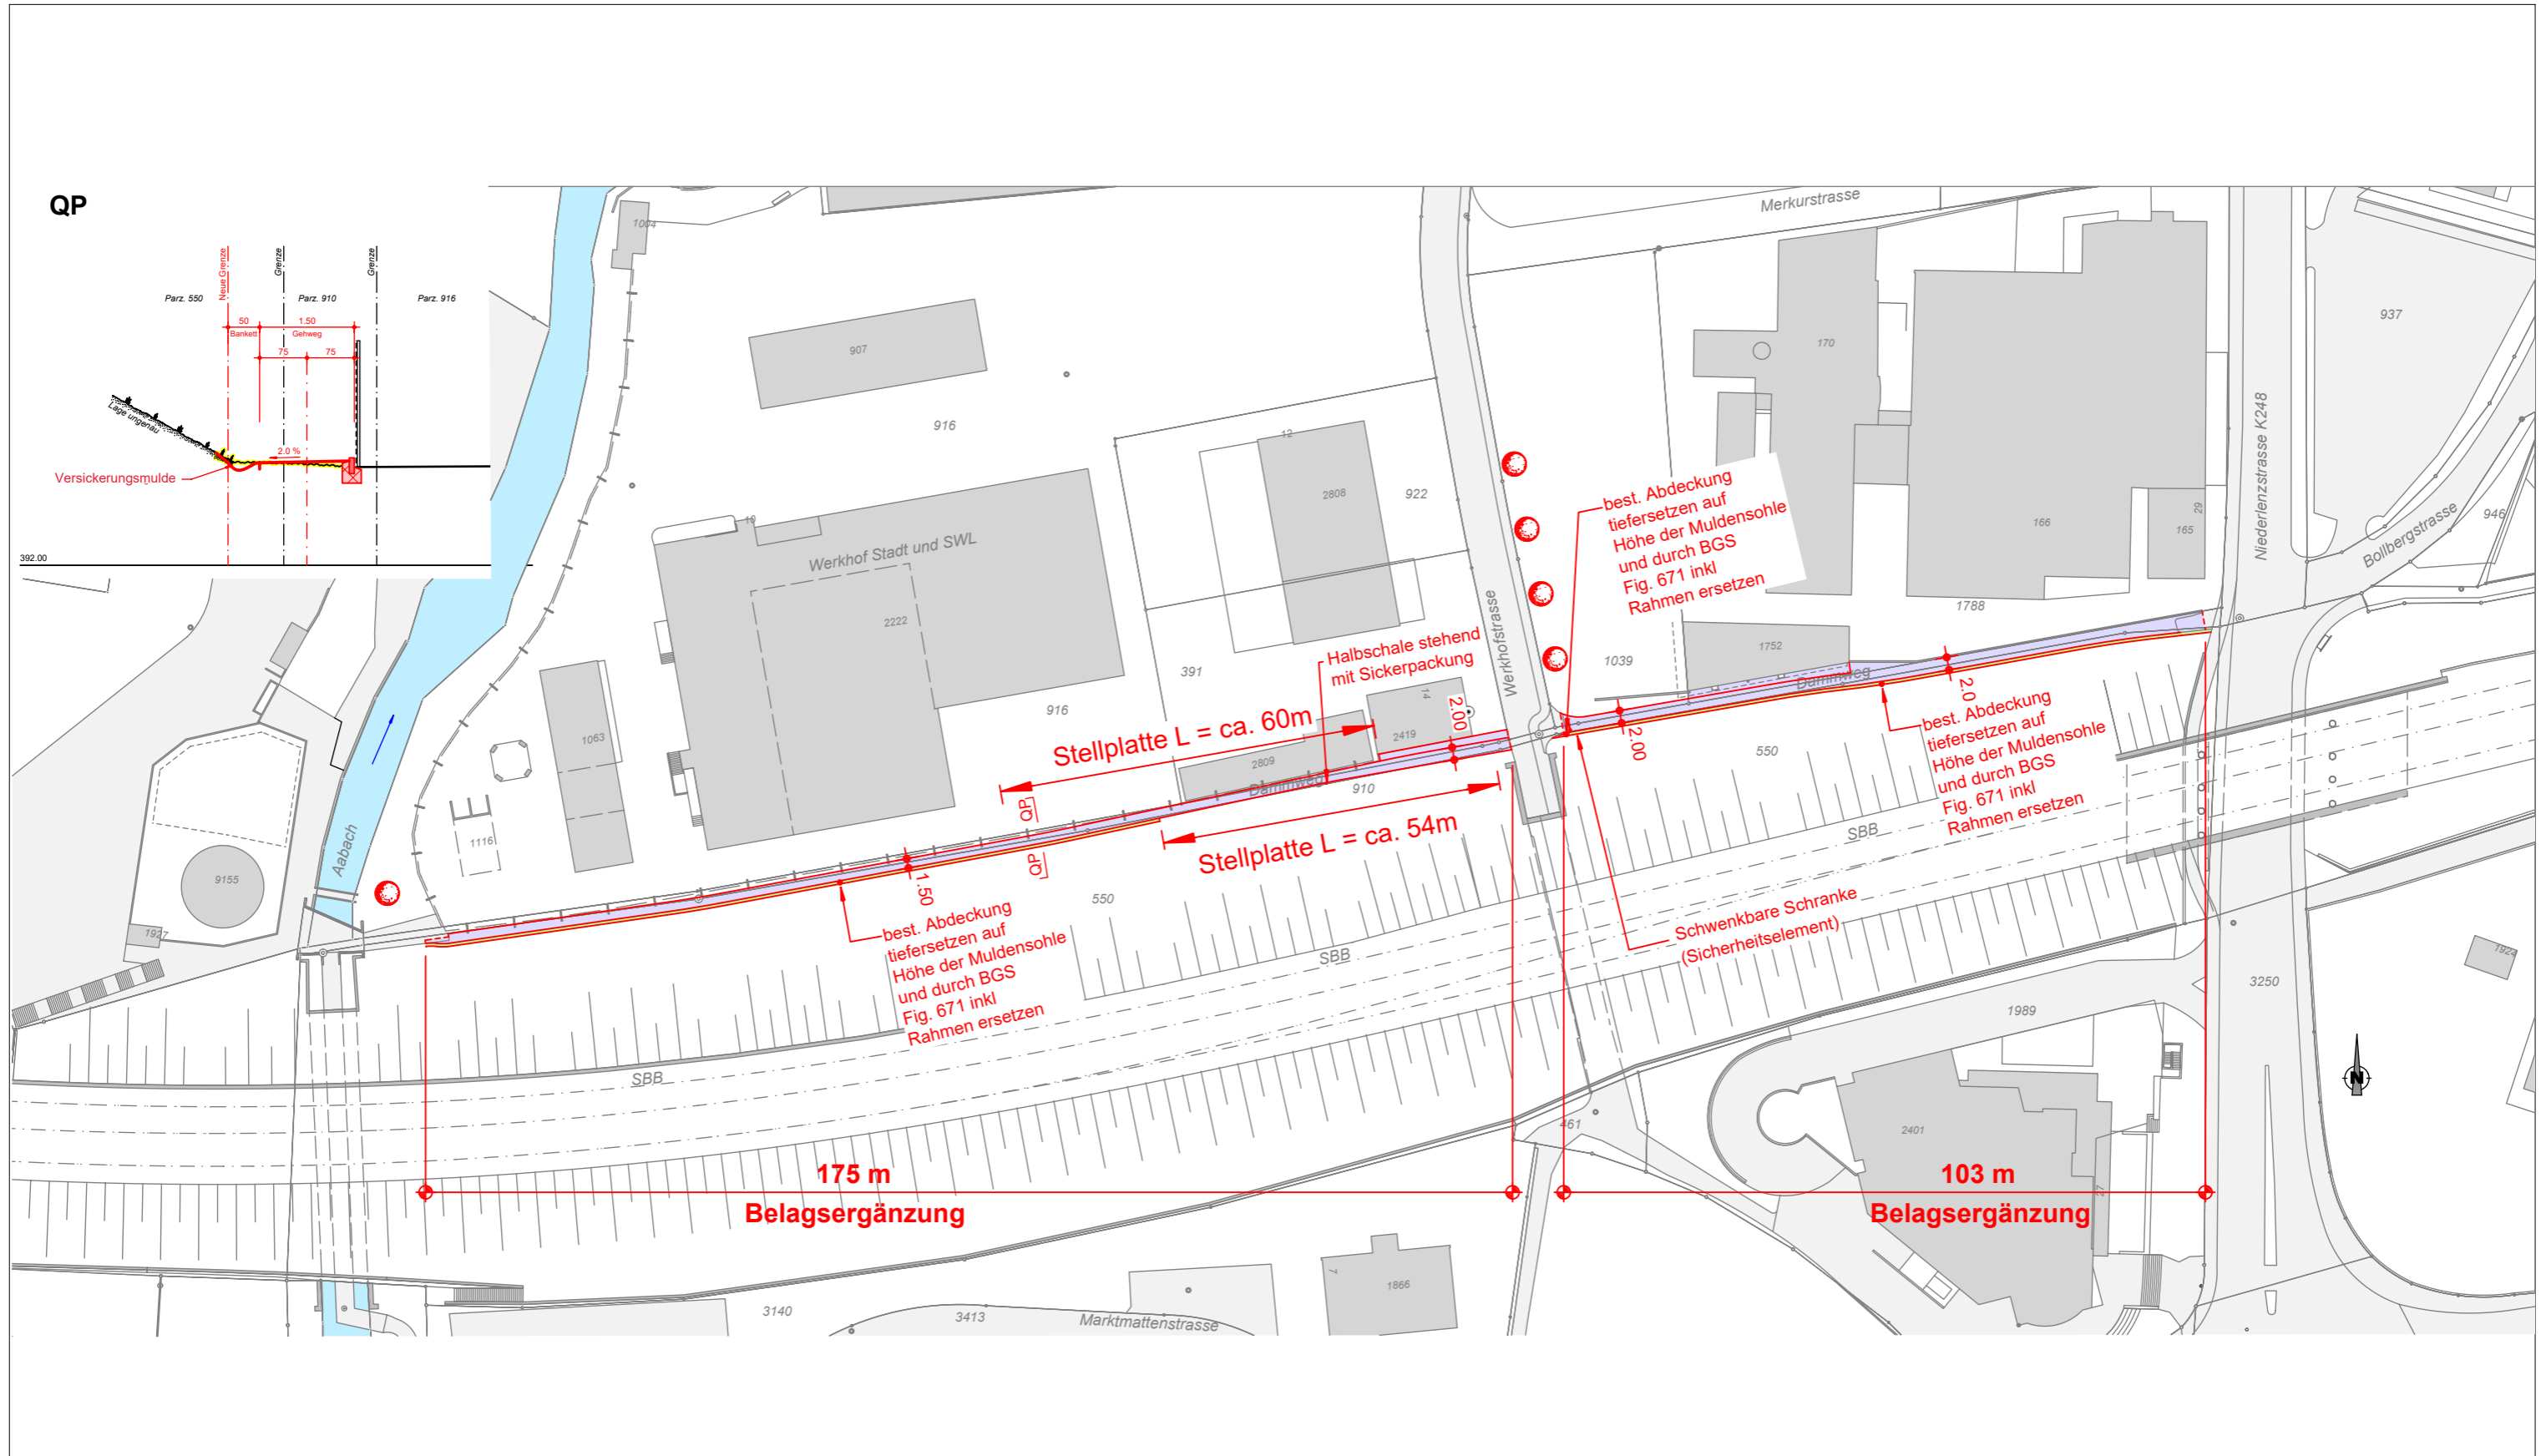 QP
Neue Grenze
Grenze
Grenze
Parz. 550
Parz. 910
Parz. 916
50
1.50
Bankett
Gehweg
75
75
Lage ungenau
2.0 %
Versickerungsmulde
392.00
1004
907
916
10
Werkhof Stadt und SWL
2222
1063
1116
916
12
2808
922
391
Werkhofstrasse
Merkurstrasse
170
166
165
29
937
946
Niederlenzstrasse K248
Bollbergstrasse
1788
1752
1039
Dammweg
best. Abdeckung
tiefersetzen auf
Höhe der Muldensohle
und durch BGS
Fig. 671 inkl
Rahmen ersetzen
Halbschale stehend
mit Sickerpackung
14
2419
2809
2.00
Stellplatte L = ca. 60m
Dammweg
910
QP
QP
Stellplatte L = ca. 54m
2.00
2.0
best. Abdeckung
tiefersetzen auf
Höhe der Muldensohle
und durch BGS
Fig. 671 inkl
Rahmen ersetzen
550
SBB
Aabach
9155
1927
1.50
best. Abdeckung
tiefersetzen auf
Höhe der Muldensohle
und durch BGS
Fig. 671 inkl
Rahmen ersetzen
550
SBB
Schwenkbare Schranke
(Sicherheitselement)
SBB
1924
3250
1989
N
461
2401
27
175 m
Belagsergänzung
103 m
Belagsergänzung
7
1866
3140
3413
Marktmattenstrasse